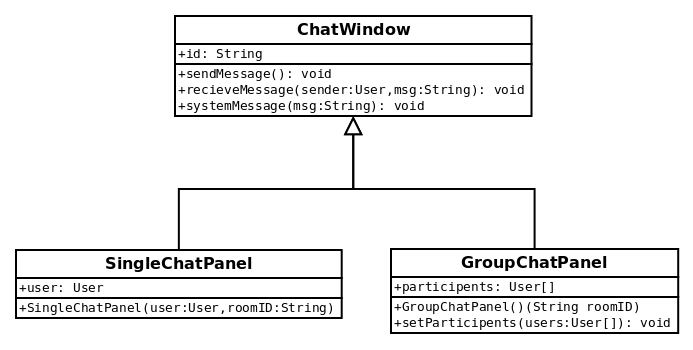 ChatWindow
+id: String
+sendMessage(): void
+recieveMessage(sender:User,msg:String): void
+systemMessage(msg:String): void
SingleChatPanel
+user: User
+SingleChatPanel(user:User,roomID:String)
GroupChatPanel
+participents: User[]
+GroupChatPanel()(String roomID)
+setParticipents(users:User[]): void